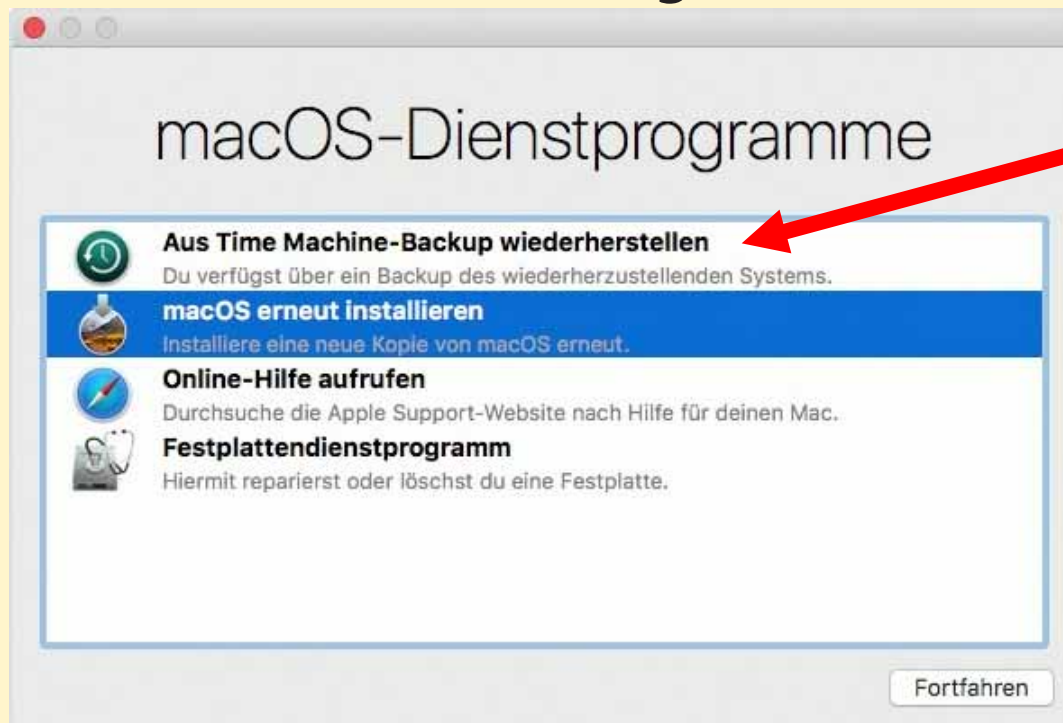 macOS-Dienstprogramme
Aus Time Machine-Backup wiederherstellen
Du verfügst über ein Backup des wiederherzustellenden Systems.
macOS erneut installieren
Installiere eine neue Kopie von macOS erneut.
Online-Hilfe aufrufen
Durchsuche die Apple Support-Website nach Hilfe für deinen Mac.
Festplattendienstprogramm
Hiermit reparierst oder löschst du eine Festplatte.
Fortfahren